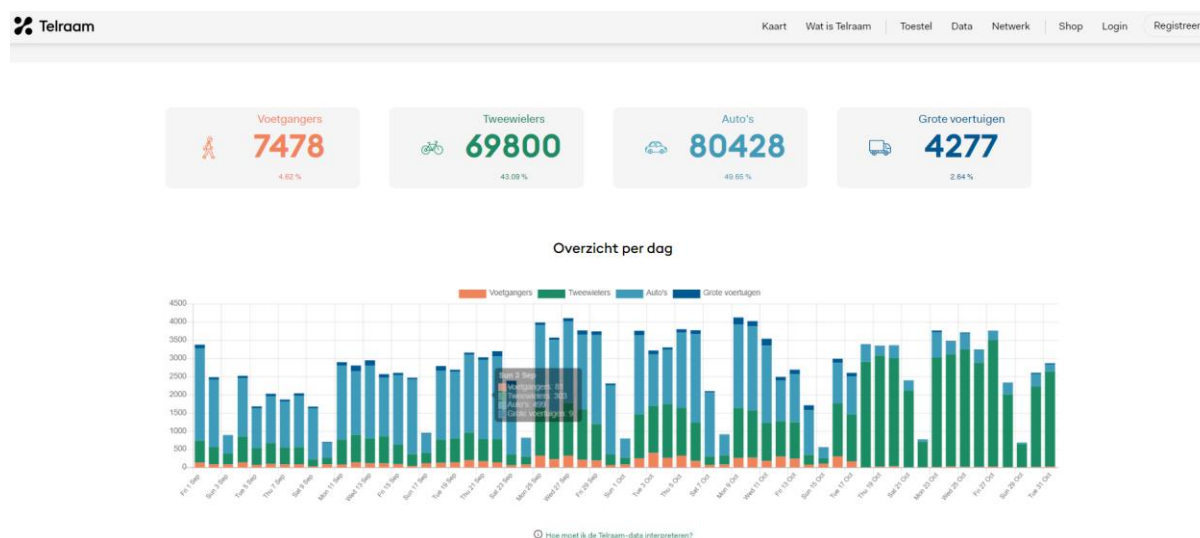 Telraam
Kaart Wat is Telraam Toestel Data Netwerk Shop Login Registreer
Voetgangers
7478
4.62 %
Tweewielers
69800
43.09 %
Auto's
80428
49.65 %
Grote voertuigen
4277
2.64 %
Overzicht per dag
Voetgangers Tweewielers Auto's Grote voertuigen
4500
4000
3500
3000
2500
2000
1500
1000
500
0
Sun 3 Sep
Voetgangers: 81
Tweewielers: 303
Auto's: 499
Grote voertuigen: 9
Fri 1 Sep Sun 3 Sep Tue 5 Sep Thu 7 Sep Sat 9 Sep Mon 11 Sep Wed 13 Sep Fri 15 Sep Sun 17 Sep Tue 19 Sep Thu 21 Sep Sat 23 Sep Mon 25 Sep Wed 27 Sep Fri 29 Sep Sun 1 Oct Tue 3 Oct Thu 5 Oct Sat 7 Oct Mon 9 Oct Wed 11 Oct Fri 13 Oct Sun 15 Oct Tue 17 Oct Thu 19 Oct Sat 21 Oct Mon 23 Oct Wed 25 Oct Fri 27 Oct Sun 29 Oct Tue 31 Oct
Hoe moet ik de Telraam-data interpreteren?